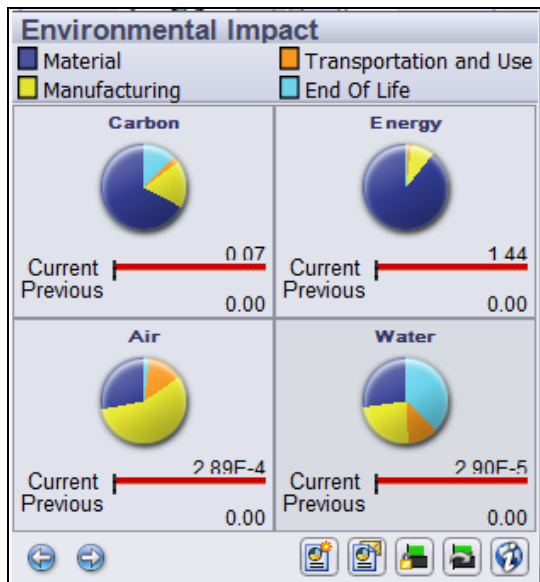 Environmental Impact
Material
Transportation and Use
Manufacturing
End Of Life
Carbon
Energy
0.07
Current
Previous
0.00
1.44
Current
Previous
0.00
Air
Water
2.89E-4
Current
Previous
0.00
2.90E-5
Current
Previous
0.00